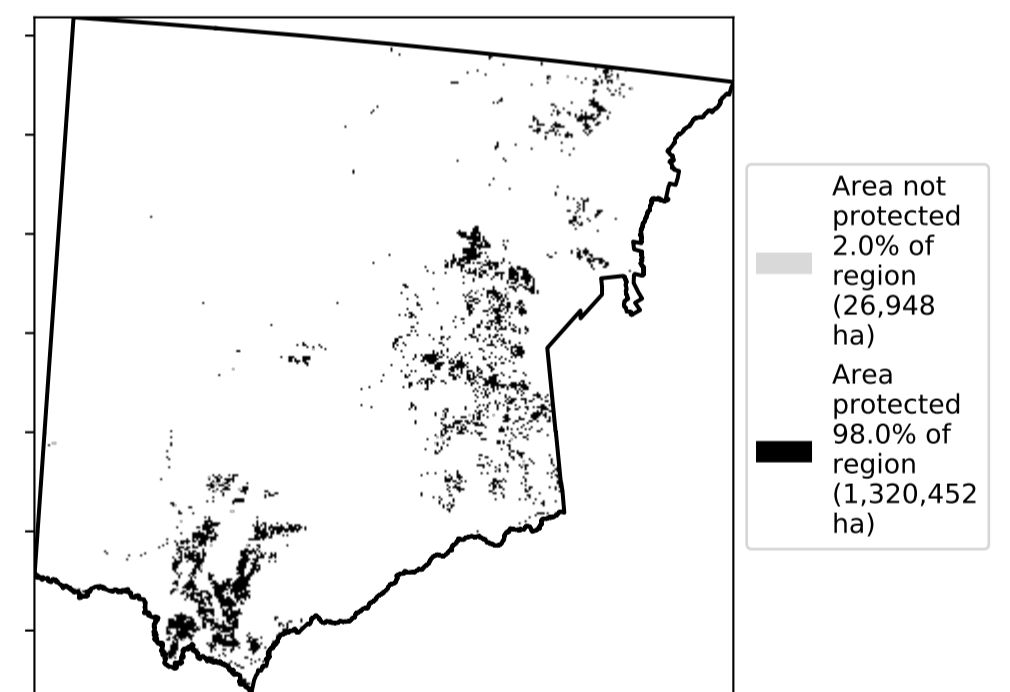 Area not
protected
2.0% of
region
(26,948
ha)
Area
protected
98.0% of
region
(1,320,452
ha)